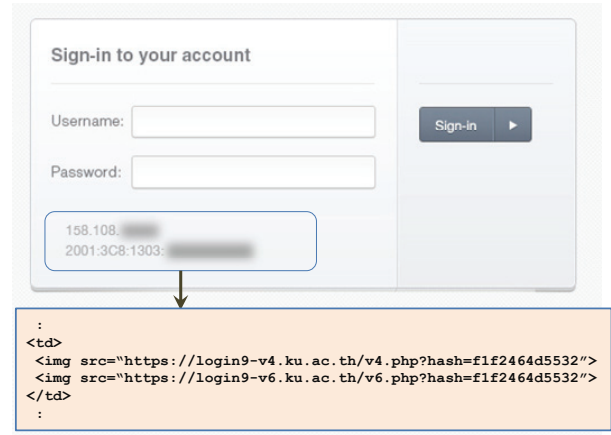 Sign-in to your account
Username:
Sign-in
Password:
158.108.
2001:3C8:1303:
:
<td>
<img src=“https://login9-v4.ku.ac.th/v4.php?hash=f1f2464d5532”>
<img src=“https://login9-v6.ku.ac.th/v6.php?hash=f1f2464d5532”>
</td>
: